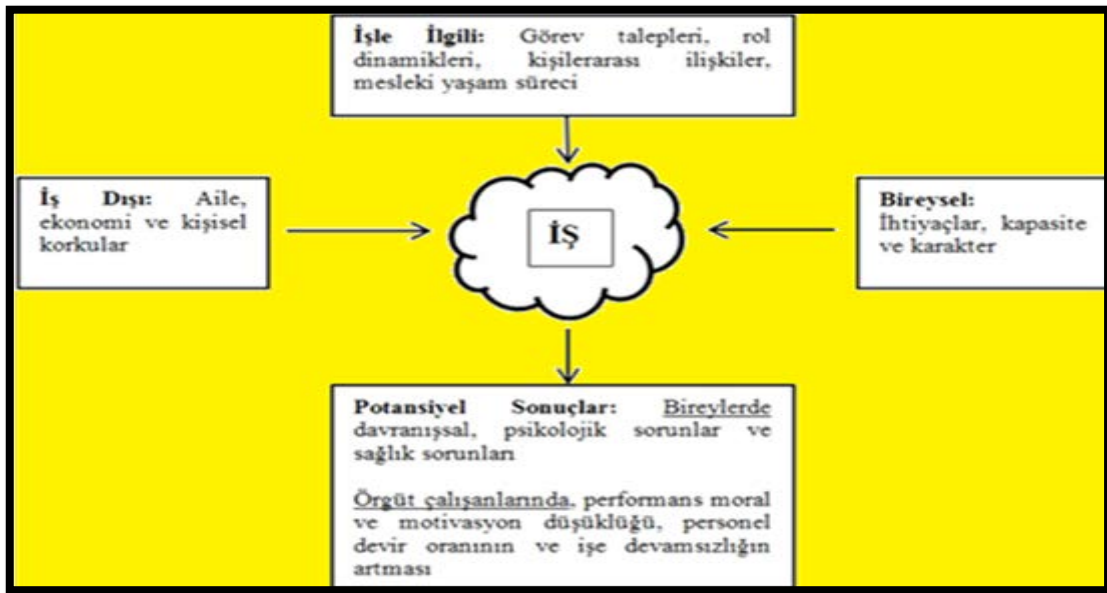 İşle İlgili: Görev talepleri, rol
dinamikleri, kişilerarası ilişkiler,
mesleki yaşam süreci
İş Dışı: Aile,
ekonomi ve kişisel
korkular
İŞ
Bireysel:
İhtiyaçlar, kapasite
ve karakter
Potansiyel Sonuçlar: Bireylerde
davranışsal, psikolojik sorunlar ve
sağlık sorunları
Örgüt çalışanlarında, performans moral
ve motivasyon düşüklüğü, personel
devir oranının ve işe devamsızlığın
artması